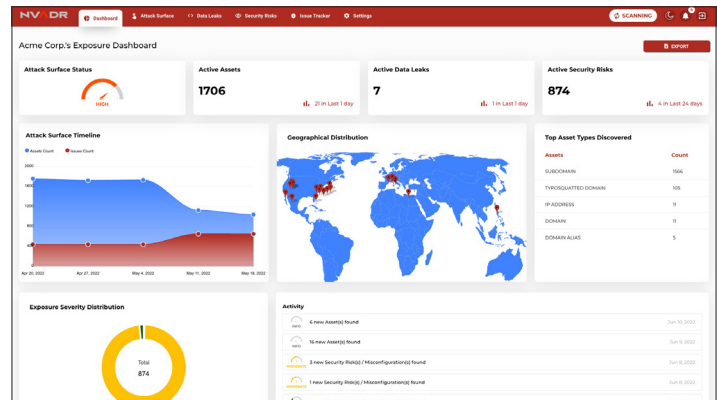 NVADR
Dashboard
Attack Surface
Data Leaks
Security Risks
Issue Tracker
Settings
SCANNING
Acme Corp.'s Exposure Dashboard
EXPORT
Attack Surface Status
HIGH
Active Assets
1706
21 in Last 1 day
Active Data Leaks
7
1 in Last 1 day
Active Security Risks
874
4 in Last 24 days
Attack Surface Timeline
Assets Count
Issues Count
2000
1600
1200
800
400
0
Apr 20, 2022
Apr 27, 2022
May 4, 2022
May 11, 2022
May 18, 2022
Geographical Distribution
Top Asset Types Discovered
Assets Count
SUBDOMAIN 1566
TYPOSQUATTED DOMAIN 105
IP ADDRESS 11
DOMAIN 11
DOMAIN ALIAS 5
Exposure Severity Distribution
Total
874
Activity
INFO
6 new Asset(s) found
Jun 10, 2022
INFO
16 new Asset(s) found
Jun 9, 2022
MODERATE
3 new Security Risk(s) / Misconfiguration(s) found
Jun 8, 2022
MODERATE
1 new Security Risk(s) / Misconfiguration(s) found
Jun 8, 2022